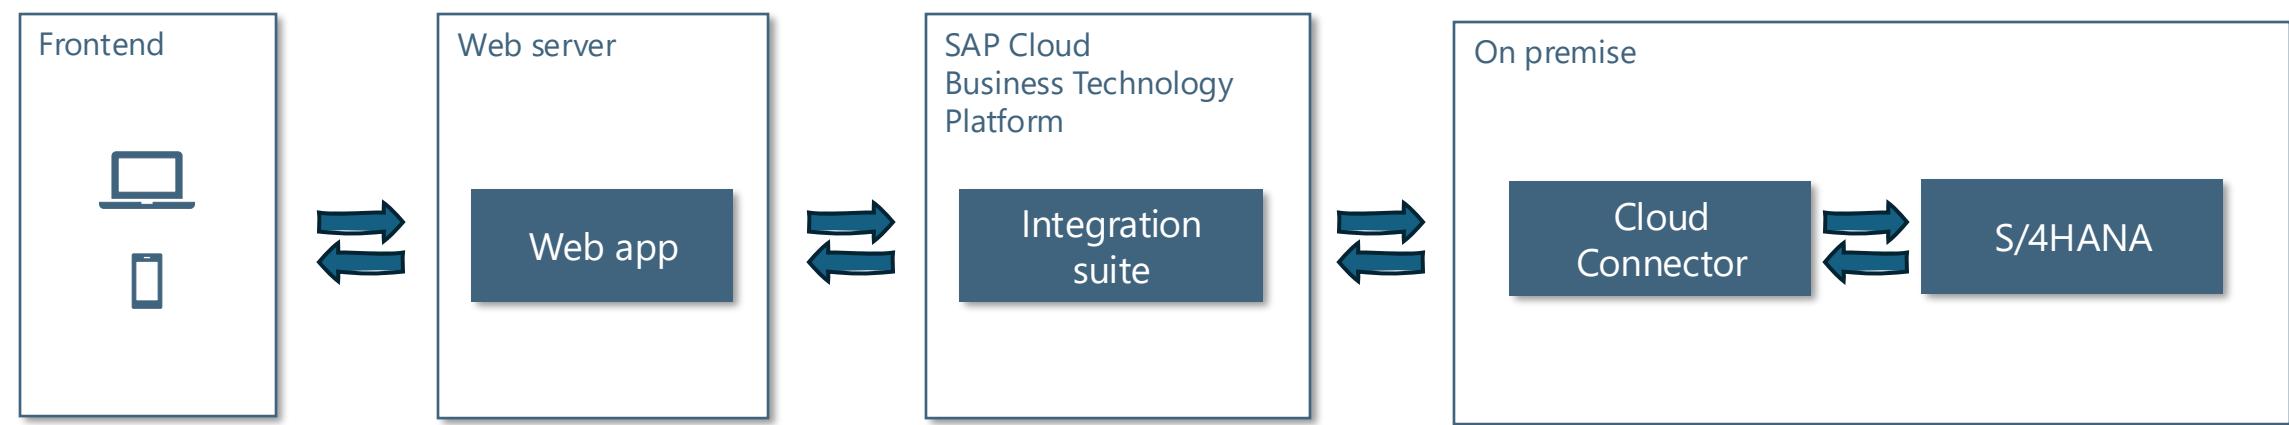 Frontend
Web server
Web app
SAP Cloud
Business Technology
Platform
Integration
suite
On premise
Cloud
Connector
S/4HANA